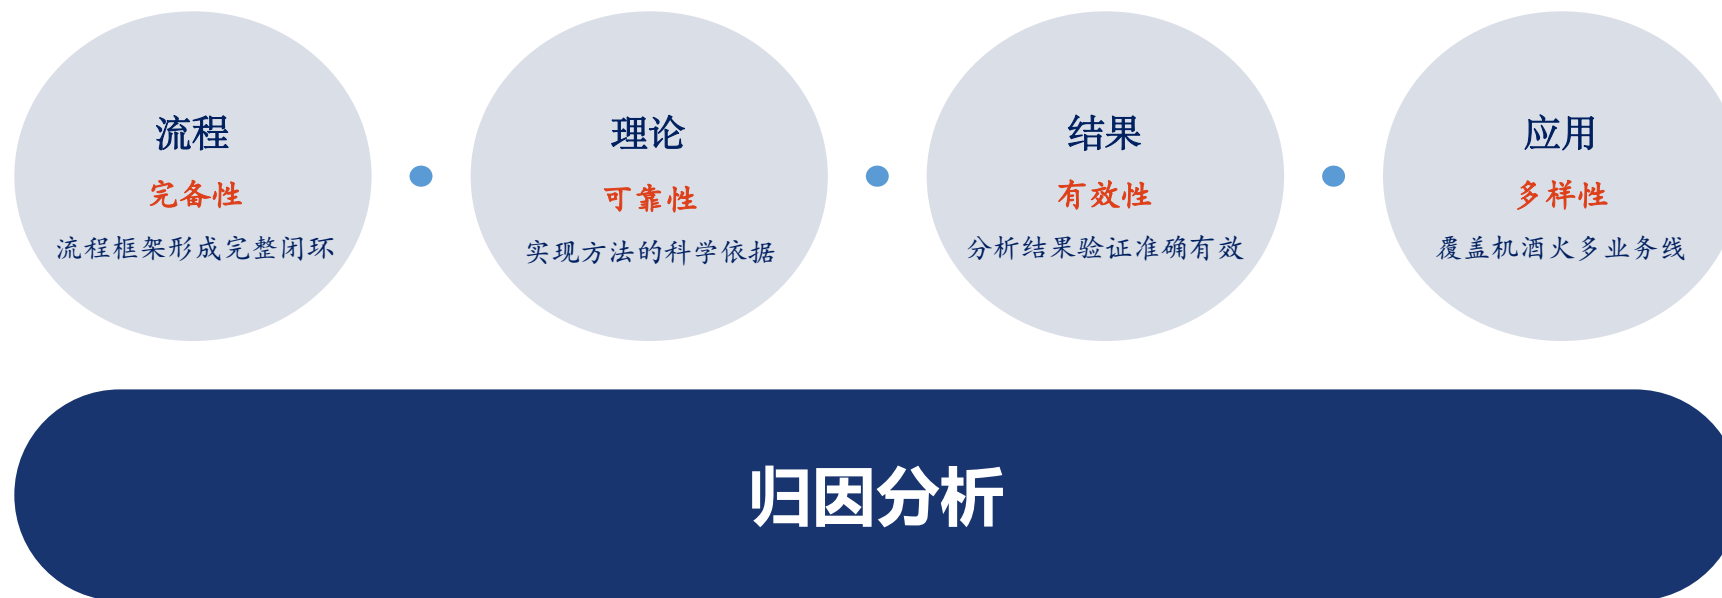 流程
完备性
流程框架形成完整闭环
理论
可靠性
实现方法的科学依据
结果
有效性
分析结果验证准确有效
应用
多样性
覆盖机酒火多业务线
归因分析